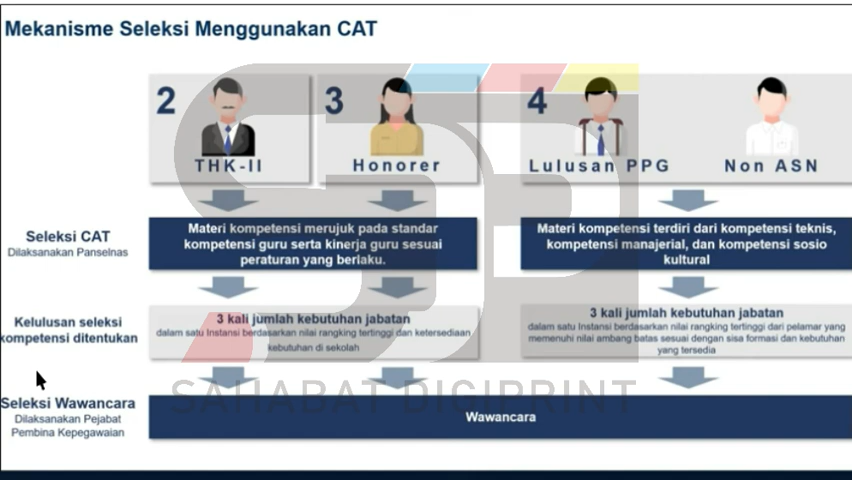 Mekanisme Seleksi Menggunakan CAT
2
THK-II
3
Honorer
4
Lulusan PPG
Non ASN
Seleksi CAT
Dilaksanakan Panselnas
Materi kompetensi merujuk pada standar
kompetensi guru serta kinerja guru sesuai
peraturan yang berlaku.
Materi kompetensi terdiri dari kompetensi teknis,
kompetensi manajerial, dan kompetensi sosio
kultural
Kelulusan seleksi
kompetensi ditentukan
3 kali jumlah kebutuhan jabatan
dalam satu Instansi berdasarkan nilai rangking tertinggi dan ketersediaan
kebutuhan di sekolah
3 kali jumlah kebutuhan jabatan
dalam satu Instansi berdasarkan nilai rangking tertinggi dari pelamar yang
memenuhi nilai ambang batas sesuai dengan sisa formasi dan kebutuhan
yang tersedia
SAHABAT DIGIPRINT
Seleksi Wawancara
Dilaksanakan Pejabat
Pembina Kepegawaian
Wawancara